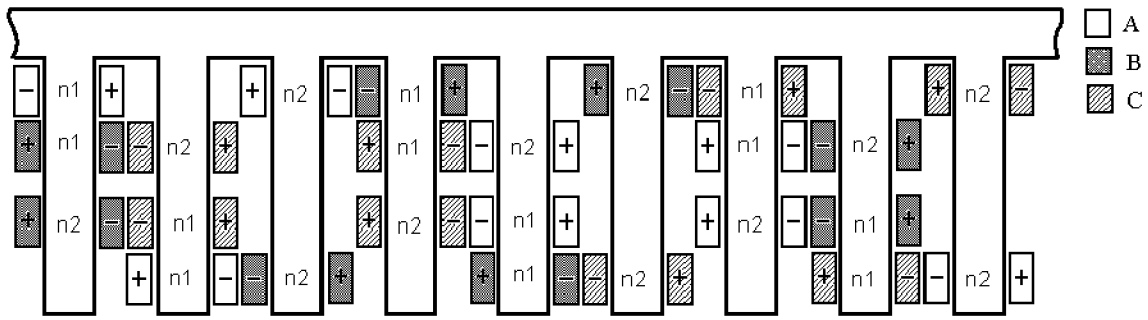 A
B
C
− n1 + + n2 − − n1 + + n2 − − n1 + + n2 −
+ n1 − − n2 + + n1 − − n2 + + n1 − − n2 +
+ n2 − − n1 + + n2 − − n1 + + n2 − − n1 +
+ n1 − − n2 + + n1 − − n2 + + n1 − − n2 +